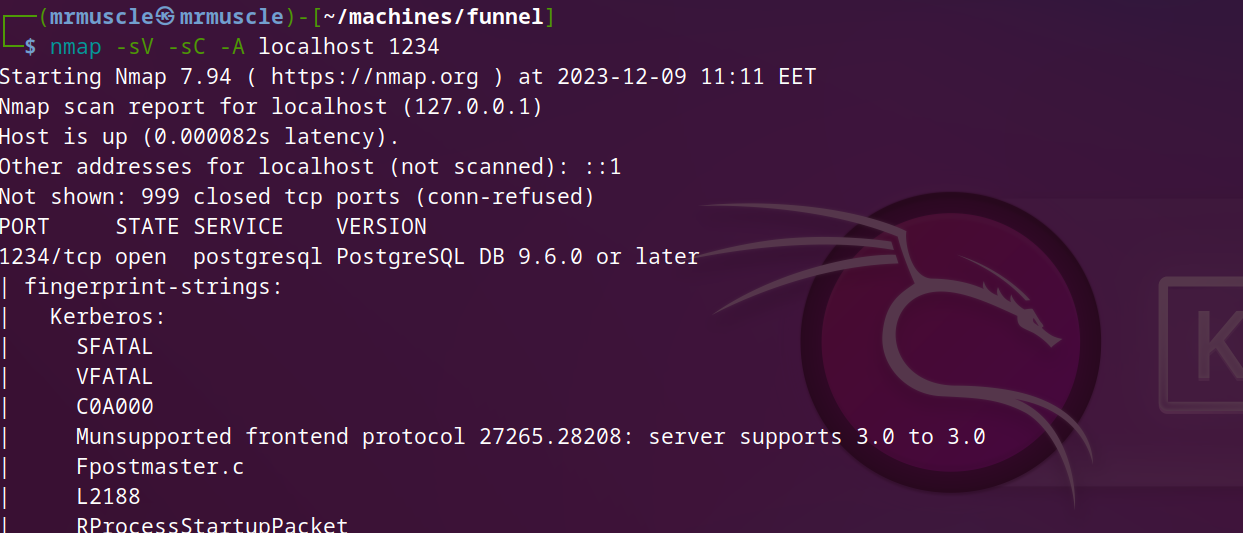 ┌──(mrmuscle㉿mrmuscle)-[~/machines/funnel]
└─$ nmap -sV -sC -A localhost 1234
Starting Nmap 7.94 ( https://nmap.org ) at 2023-12-09 11:11 EET
Nmap scan report for localhost (127.0.0.1)
Host is up (0.000082s latency).
Other addresses for localhost (not scanned): ::1
Not shown: 999 closed tcp ports (conn-refused)
PORT     STATE SERVICE    VERSION
1234/tcp open  postgresql PostgreSQL DB 9.6.0 or later
| fingerprint-strings:
|   Kerberos:
|     SFATAL
|     VFATAL
|     C0A000
|     Munsupported frontend protocol 27265.28208: server supports 3.0 to 3.0
|     Fpostmaster.c
|     L2188
|     RProcessStartupPacket
K